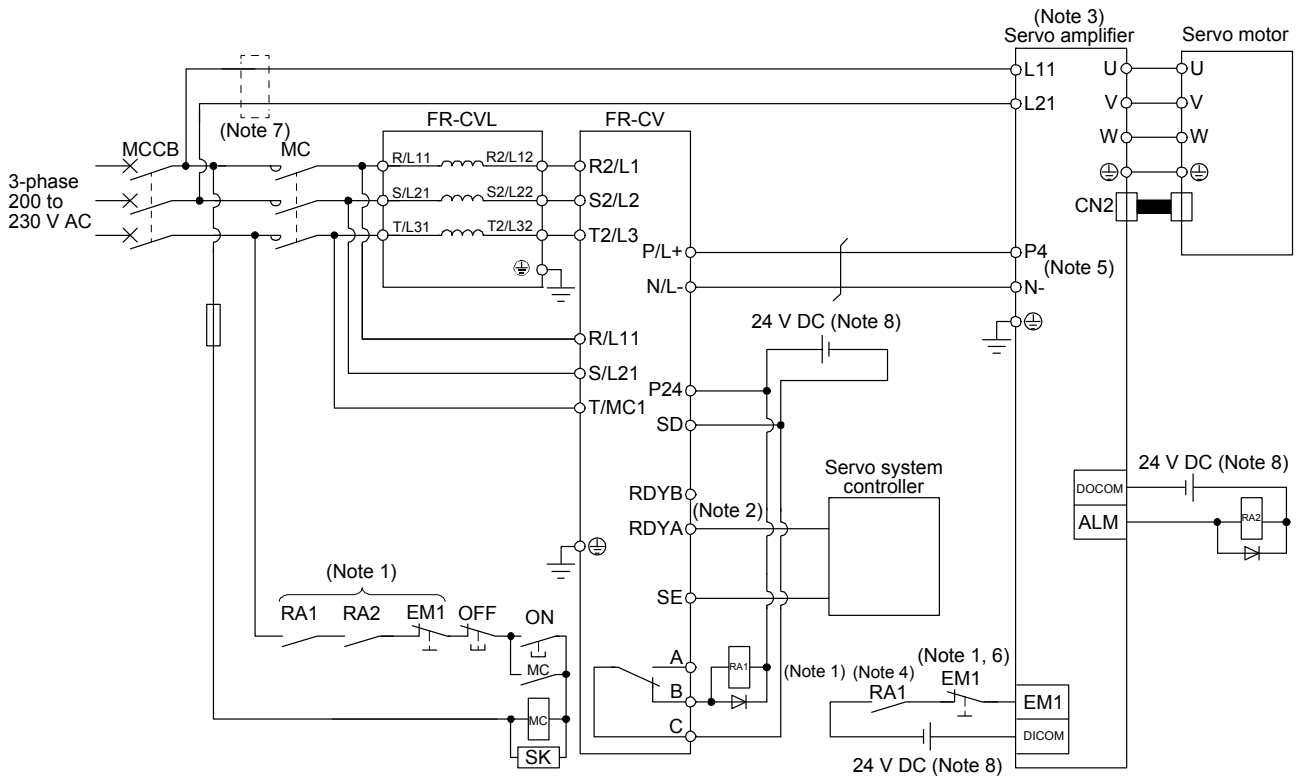 (Note 3)
Servo amplifier
Servo motor
L11
L21
U
V
W
U
V
W
CN2
(Note 7)
MCCB
MC
FR-CVL
FR-CV
3-phase
200 to
230 V AC
R/L11
R2/L12
S/L21
S2/L22
T/L31
T2/L32
R2/L1
S2/L2
T2/L3
P/L+
N/L-
P4
(Note 5)
N-
24 V DC (Note 8)
R/L11
S/L21
T/MC1
P24
SD
RDYB
(Note 2)
RDYA
SE
Servo system
controller
24 V DC (Note 8)
DOCOM
ALM
RA2
(Note 1)
RA1
RA2
EM1
OFF
ON
MC
MC
SK
A
B
C
RA1
(Note 1)
(Note 4)
RA1
(Note 1, 6)
EM1
EM1
DICOM
24 V DC (Note 8)